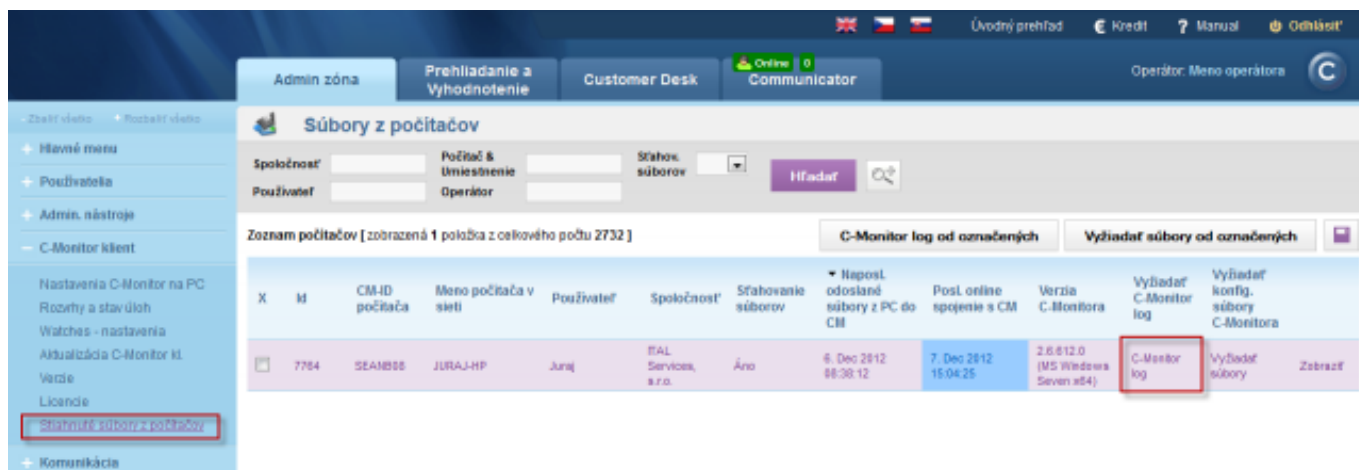 Úvodný prehľad € Kredit ? Manual Odhlásiť
Admin zóna
Prehliadanie a
Vyhodnotenie
Customer Desk
Online 0
Communicator
Operátor: Meno operátora
- Zbaliť všetko + Rozbaliť všetko
+ Hlavné menu
+ Používatelia
+ Admin. nástroje
− C-Monitor klient
Nastavenia C-Monitor na PC
Rozvrhy a stav úloh
Watches - nastavenia
Aktualizácia C-Monitor kl.
Verzie
Licencie
Stiahnuté súbory z počítačov
+ Komunikácia
Súbory z počítačov
Spoločnosť
Počítač &
Umiestnenie
Sťahov.
súborov
Používateľ
Operátor
Hľadať
Zoznam počítačov [ zobrazená 1 položka z celkového počtu 2732 ]
C-Monitor log od označených
Vyžiadať súbory od označených
X
Id
CM-ID
počítača
Meno počítača v
sieti
Používateľ
Spoločnosť
Sťahovanie
súborov
Naposl.
odoslané
súbory z PC do
CM
Posl. online
spojenie s CM
Verzia
C-Monitora
Vyžiadať
C-Monitor
log
Vyžiadať
konfig.
súbory
C-Monitora
7764
JURAJ-HP
Juraj
ITAL
Services,
s.r.o.
Áno
6. Dec 2012
08:38:12
7. Dec 2012
15:04:25
2.6.612.0
(MS Windows
Seven x64)
C-Monitor
log
Vyžiadať
súbory
Zobraziť